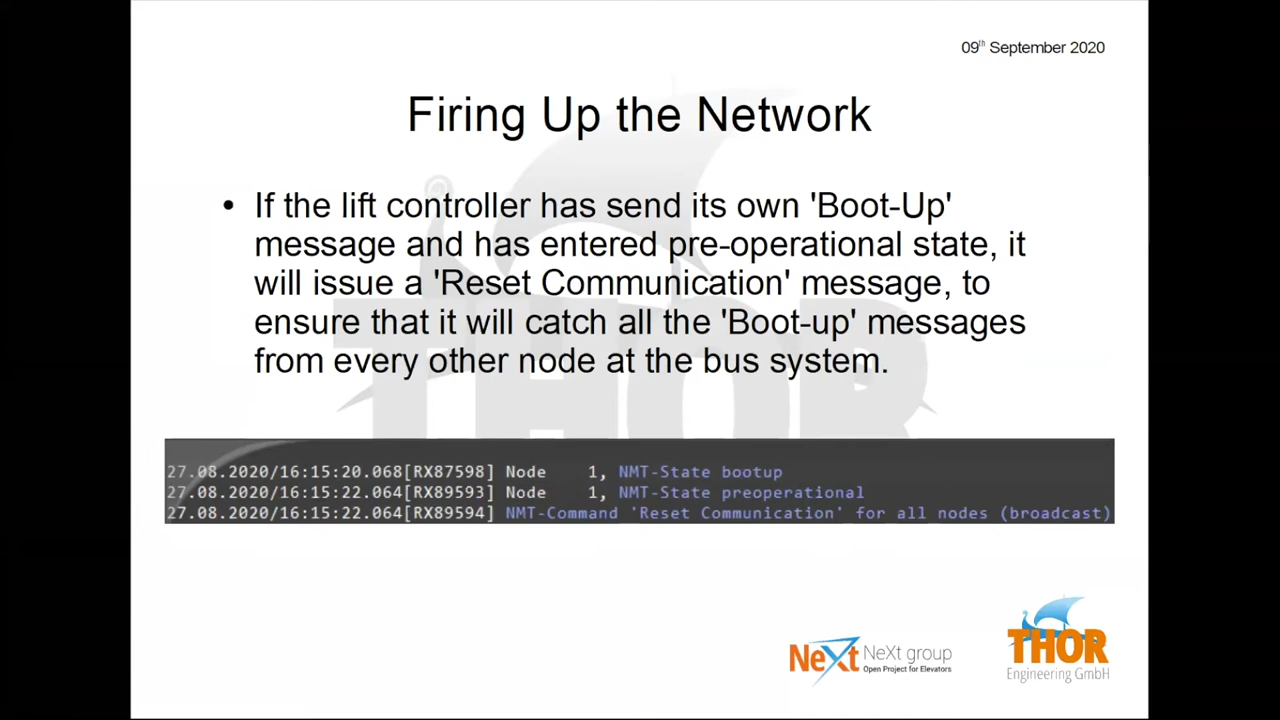 09th September 2020
Firing Up the Network
• If the lift controller has send its own 'Boot-Up'
message and has entered pre-operational state, it
will issue a 'Reset Communication' message, to
ensure that it will catch all the 'Boot-up' messages
from every other node at the bus system.
THOR
27.08.2020/16:15:20.068[RX87598] Node    1, NMT-State bootup
27.08.2020/16:15:22.064[RX89593] Node    1, NMT-State preoperational
27.08.2020/16:15:22.064[RX89594] NMT-Command 'Reset Communication' for all nodes (broadcast)
NeXt NeXt group
Open Project for Elevators
THOR
Engineering GmbH